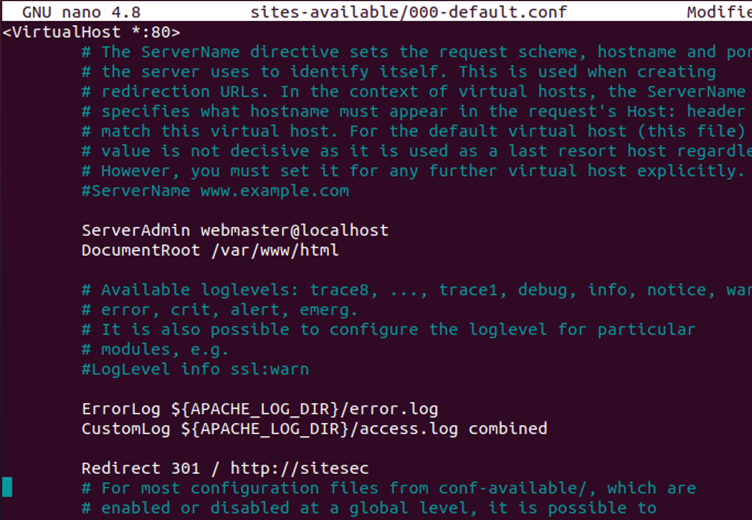 GNU nano 4.8 sites-available/000-default.conf Modifie
<VirtualHost *:80>
# The ServerName directive sets the request scheme, hostname and por
# the server uses to identify itself. This is used when creating
# redirection URLs. In the context of virtual hosts, the ServerName
# specifies what hostname must appear in the request's Host: header
# match this virtual host. For the default virtual host (this file)
# value is not decisive as it is used as a last resort host regardle
# However, you must set it for any further virtual host explicitly.
#ServerName www.example.com
ServerAdmin webmaster@localhost
DocumentRoot /var/www/html
# Available loglevels: trace8, ..., trace1, debug, info, notice, war
# error, crit, alert, emerg.
# It is also possible to configure the loglevel for particular
# modules, e.g.
#LogLevel info ssl:warn
ErrorLog ${APACHE_LOG_DIR}/error.log
CustomLog ${APACHE_LOG_DIR}/access.log combined
Redirect 301 / http://sitesec
# For most configuration files from conf-available/, which are
# enabled or disabled at a global level, it is possible to